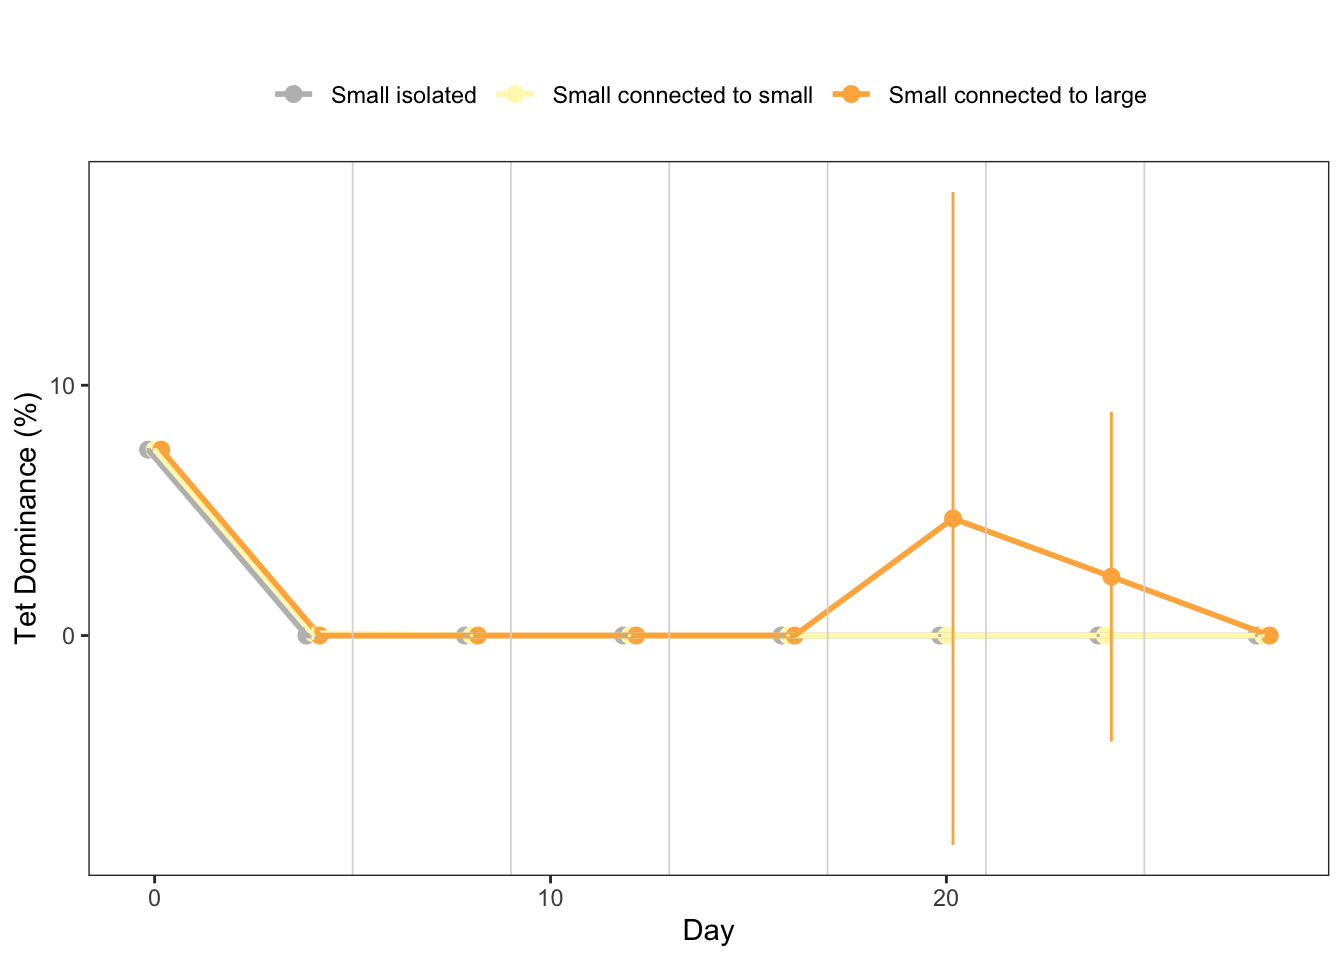 Small isolated Small connected to small Small connected to large
Tet Dominance (%)
10
0
0 10 20
Day